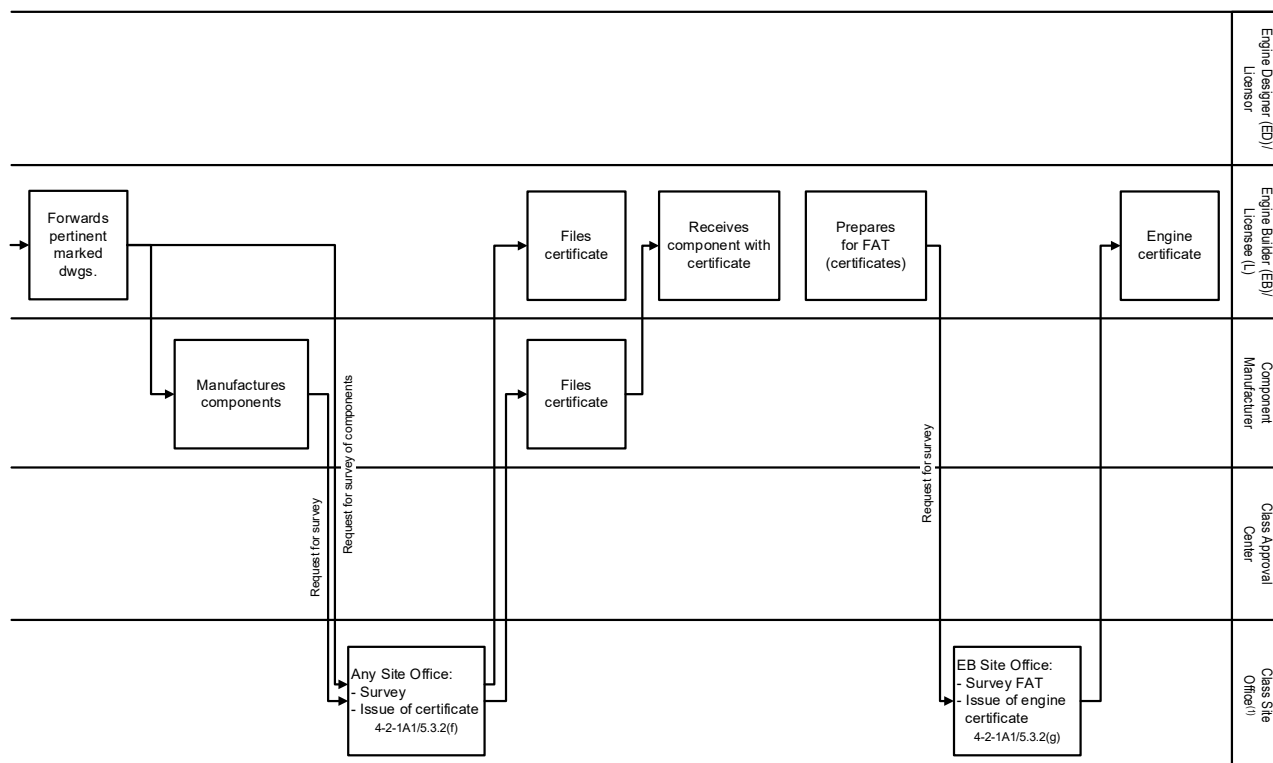 Engine Designer (ED)/
Licensor
Forwards
pertinent
marked
dwgs.
Files
certificate
Receives
component with
certificate
Prepares
for FAT
(certificates)
Engine
certificate
Engine Builder (EB)/
Licensee (L)
Manufactures
components
Files
certificate
Component
Manufacturer
Request for survey
Request for survey of components
Request for survey
Class Approval
Center
Any Site Office:
- Survey
- Issue of certificate
4-2-1A1/5.3.2(f)
EB Site Office:
- Survey FAT
- Issue of engine
certificate
4-2-1A1/5.3.2(g)
Class Site
Office(1)